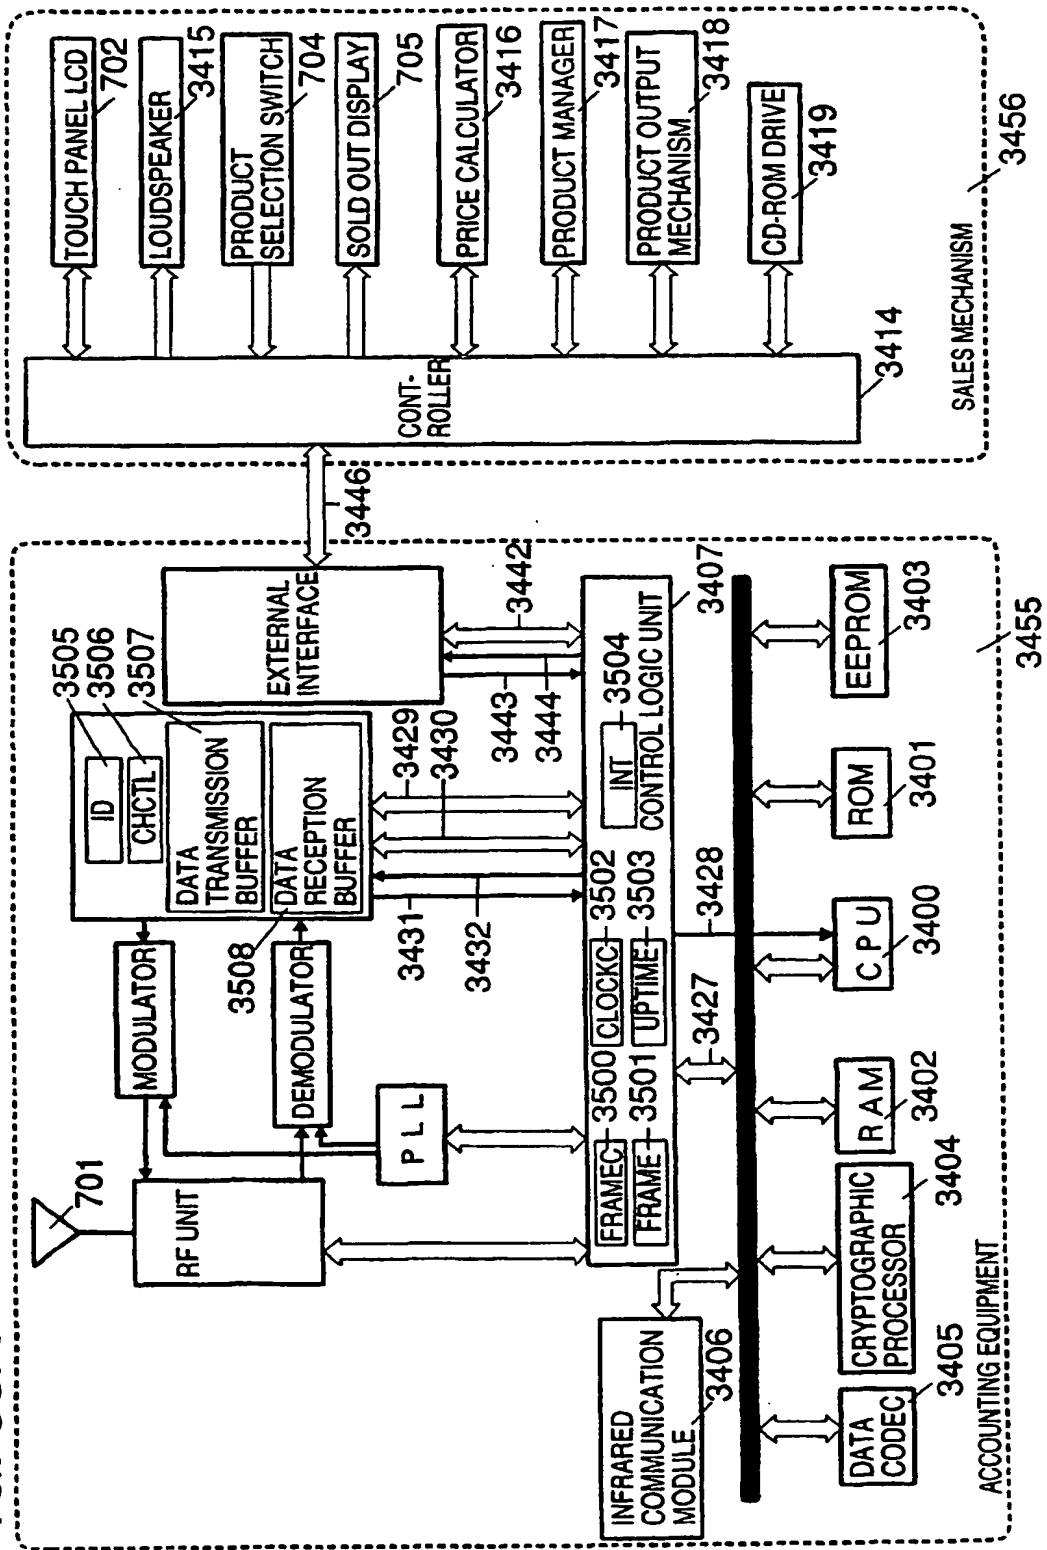 TOUCH PANEL LCD
702
LOUDSPEAKER
3415
PRODUCT
SELECTION SWITCH
704
SOLD OUT DISPLAY
705
PRICE CALCULATOR
3416
PRODUCT MANAGER
3417
PRODUCT OUTPUT
MECHANISM
3418
CD-ROM DRIVE
3419
CONT-
ROLLER
3414
SALES MECHANISM
3456
3446
701
RF UNIT
MODULATOR
DEMODULATOR
P L L
ID
3505
CHCTL
3506
DATA
TRANSMISSION
BUFFER
3507
DATA
RECEPTION
BUFFER
3508
EXTERNAL
INTERFACE
3431
3432
3429
3430
3443
3444
3442
FRAMEC
3500
FRAME
3501
CLOCKC
3502
UPTIME
3503
INT
3504
CONTROL LOGIC UNIT
3407
3427
3428
INFRARED
COMMUNICATION
MODULE
3406
DATA
CODEC
3405
CRYPTOGRAPHIC
PROCESSOR
3404
R A M
3402
C P U
3400
ROM
3401
EEPROM
3403
ACCOUNTING EQUIPMENT
3455